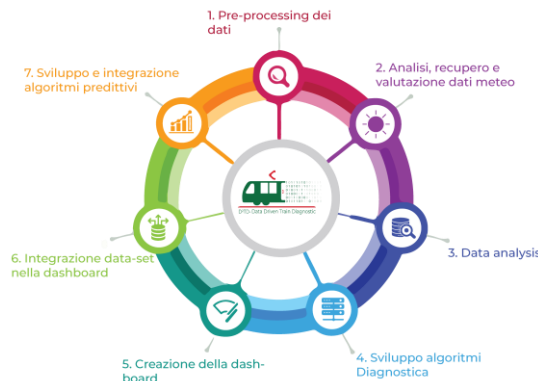 1. Pre-processing dei
dati
2. Analisi, recupero e
valutazione dati meteo
3. Data analysis
4. Sviluppo algoritmi
Diagnostica
5. Creazione della dash-
board
6. Integrazione data-set
nella dashboard
7. Sviluppo e integrazione
algoritmi predittivi
DTD: Data Driven Train Diagnostic